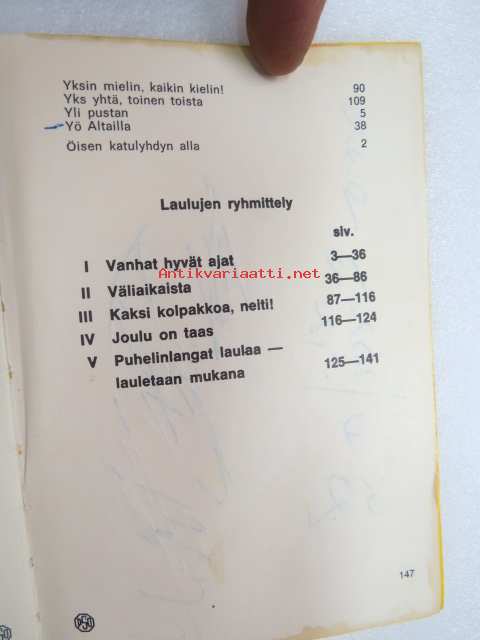 Yksin mielin, kaikin kielin! 90
Yks yhtä, toinen toista 109
Yli pustan 5
Yö Altailla 38
Öisen katulyhdyn alla 2
Laulujen ryhmittely
siv.
I Vanhat hyvät ajat 3—36
Antikvariaatti.net
II Väliaikaista 36—86
III Kaksi kolpakkoa, neiti! 87—116
IV Joulu on taas 116—124
V Puhelinlangat laulaa — 125—141
lauletaan mukana
147